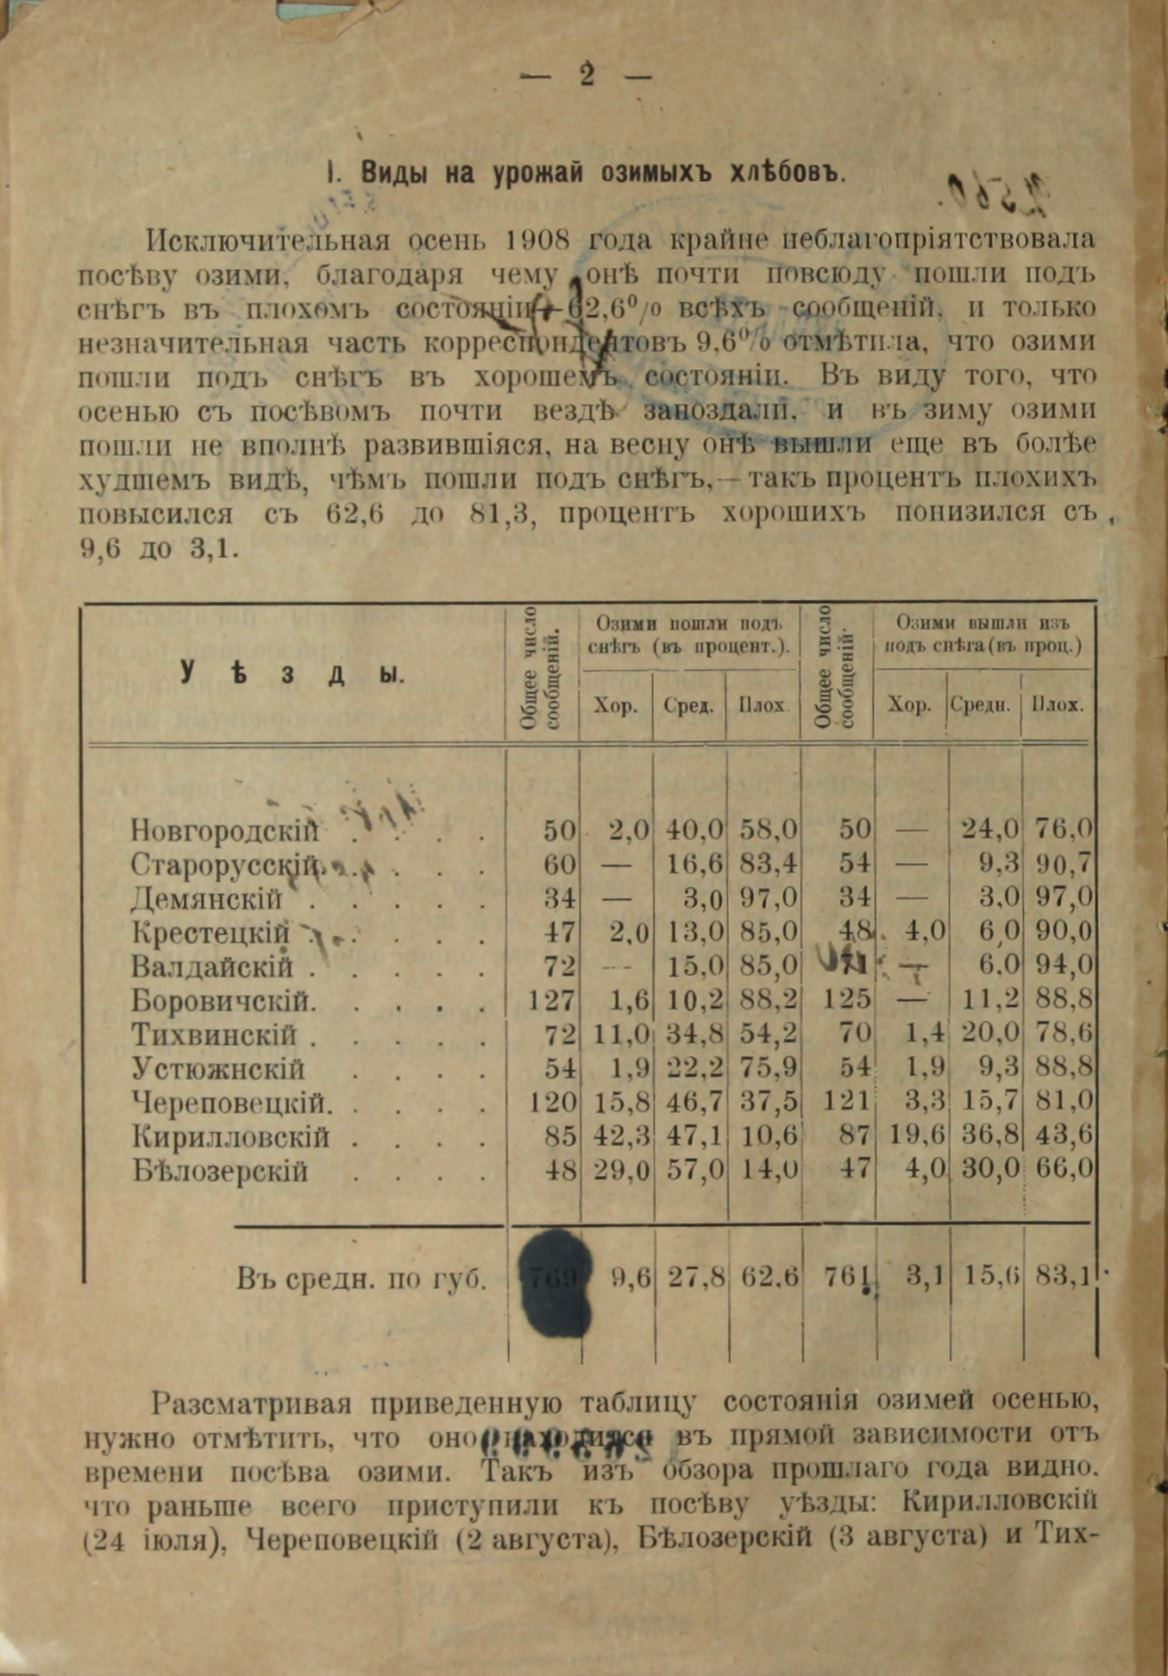 — 2 —
I. Виды на урожай озимыхъ хлѣбовъ.
Исключительная осень 1908 года крайне неблагопріятствовала
посѣву озими, благодаря чему онѣ почти повсюду пошли подъ
снѣгъ въ плохомъ состояніи — 62,6% всѣхъ сообщеній, и только
незначительная часть корреспондентовъ 9,6% отмѣтила, что озими
пошли подъ снѣгъ въ хорошемъ состояніи. Въ виду того, что
осенью съ посѣвомъ почти вездѣ запоздали, и въ зиму озими
пошли не вполнѣ развившіяся, на весну онѣ вышли еще въ болѣе
худшемъ видѣ, чѣмъ пошли подъ снѣгъ,—такъ процентъ плохихъ
повысился съ 62,6 до 81,3, процентъ хорошихъ понизился съ
9,6 до 3,1.
Уѣзды. Общее число сообщеній. Озими пошли подъ снѣгъ (въ процент.). Общее число сообщеній. Озими вышли изъ подъ снѣга (въ проц.)
Хор. Сред. Плох. Хор. Средн. Плох.
Новгородскій . . . . 50 2,0 40,0 58,0 50 — 24,0 76,0
Старорусскій . . . . 60 — 16,6 83,4 54 — 9,3 90,7
Демянскій . . . . . 34 — 3,0 97,0 34 — 3,0 97,0
Крестецкій . . . . . 47 2,0 13,0 85,0 48 4,0 6,0 90,0
Валдайскій . . . . . 72 — 15,0 85,0 — 6,0 94,0
Боровичскій. . . . . 127 1,6 10,2 88,2 125 — 11,2 88,8
Тихвинскій . . . . . 72 11,0 34,8 54,2 70 1,4 20,0 78,6
Устюжнскій . . . . 54 1,9 22,2 75,9 54 1,9 9,3 88,8
Череповецкій. . . . . 120 15,8 46,7 37,5 121 3,3 15,7 81,0
Кирилловскій . . . . 85 42,3 47,1 10,6 87 19,6 36,8 43,6
Бѣлозерскій . . . . 48 29,0 57,0 14,0 47 4,0 30,0 66,0
Въ средн. по губ. 769 9,6 27,8 62,6 761 3,1 15,6 83,1
Разсматривая приведенную таблицу состоянія озимей осенью,
нужно отмѣтить, что оно находится въ прямой зависимости отъ
времени посѣва озими. Такъ изъ обзора прошлаго года видно,
что раньше всего приступили къ посѣву уѣзды: Кирилловскій
(24 іюля), Череповецкій (2 августа), Бѣлозерскій (3 августа) и Тих-